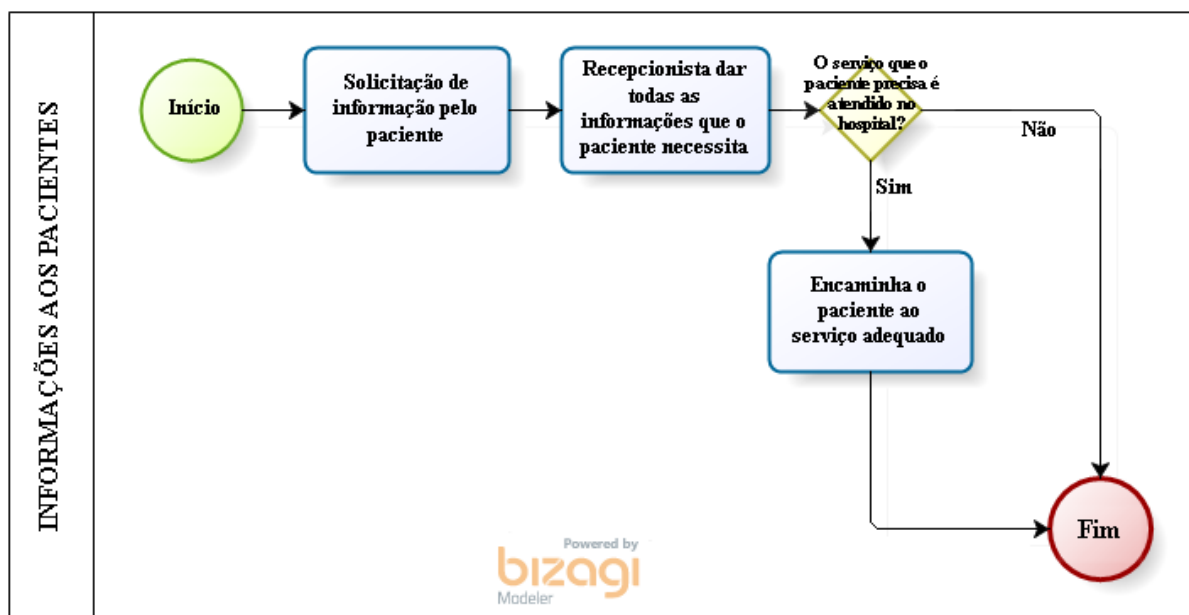 INFORMAÇÕES AOS PACIENTES
Início
Solicitação de
informação pelo
paciente
Recepcionista dar
todas as
informações que o
paciente necessita
O serviço que o
paciente precisa é
atendido no
hospital?
Não
Sim
Encaminha o
paciente ao
serviço adequado
Fim
Powered by
bizagi
Modeler